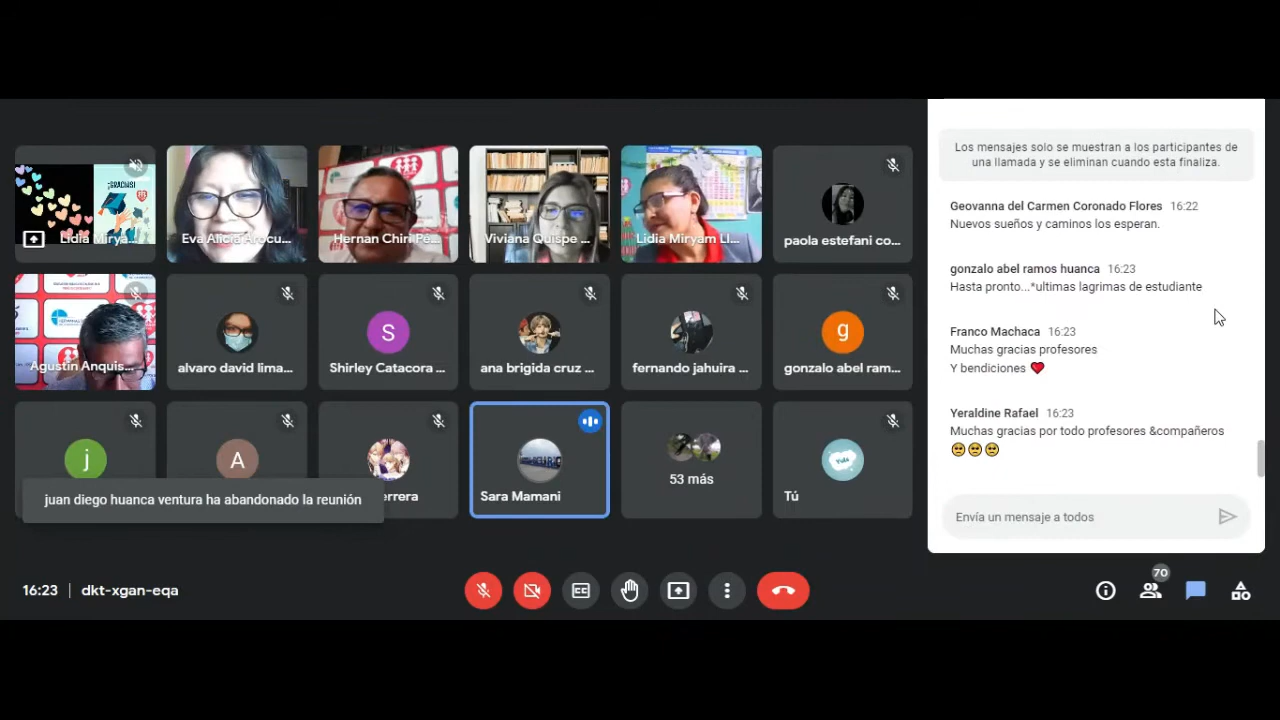 ¡GRACIAS!
Lidia Mirya...
Eva Alicia Arocu...
Hernan Chiri Pé...
Viviana Quispe ...
Lidia Miryam Ll...
paola estefani co...
Agustin Anquis...
alvaro david lima...
Shirley Catacora ...
ana brigida cruz ...
fernando jahuira ...
gonzalo abel ram...
S
g
j
A
errera
Sara Mamani
53 más
Tú
juan diego huanca ventura ha abandonado la reunión
16:23 | dkt-xgan-eqa
70
Los mensajes solo se muestran a los participantes de
una llamada y se eliminan cuando esta finaliza.
Geovanna del Carmen Coronado Flores 16:22
Nuevos sueños y caminos los esperan.
gonzalo abel ramos huanca 16:23
Hasta pronto...*ultimas lagrimas de estudiante
Franco Machaca 16:23
Muchas gracias profesores
Y bendiciones ❤️
Yeraldine Rafael 16:23
Muchas gracias por todo profesores &compañeros
🥺🥺🥺
Envía un mensaje a todos